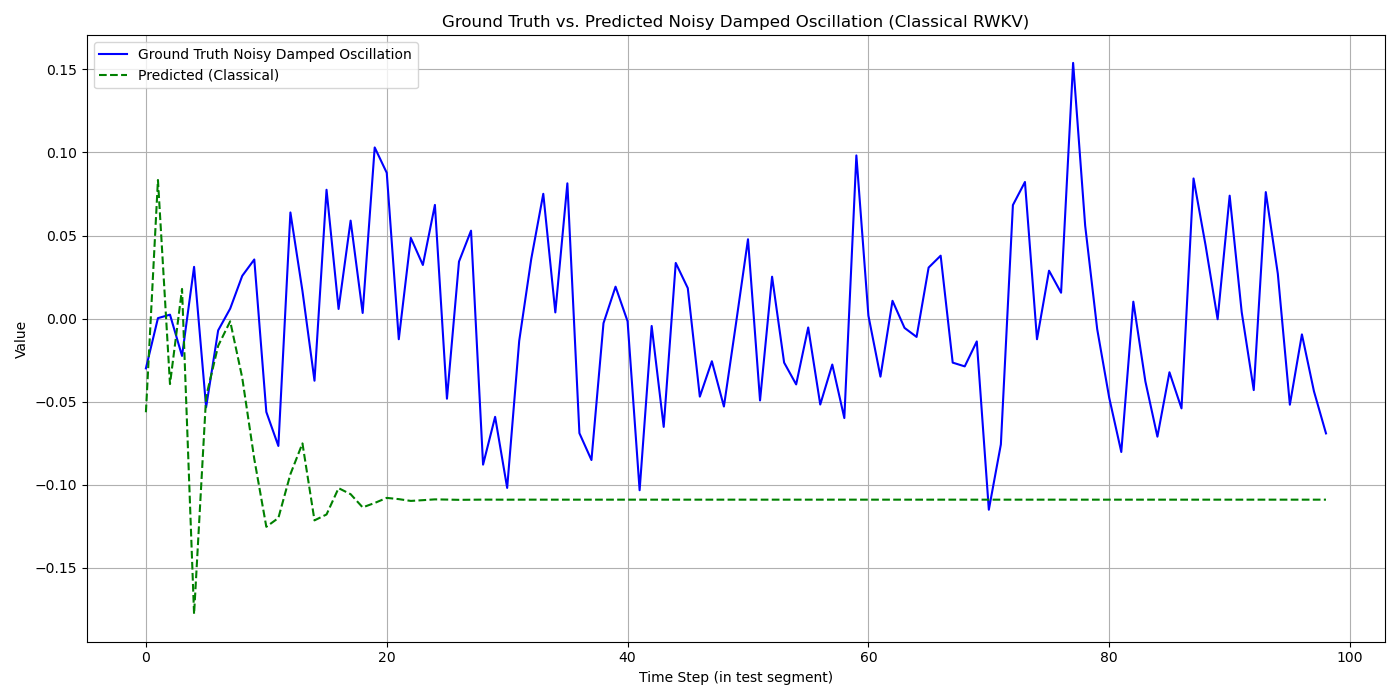 Ground Truth vs. Predicted Noisy Damped Oscillation (Classical RWKV)
Ground Truth Noisy Damped Oscillation
Predicted (Classical)
Value
0.15
0.10
0.05
0.00
−0.05
−0.10
−0.15
0 20 40 60 80 100
Time Step (in test segment)